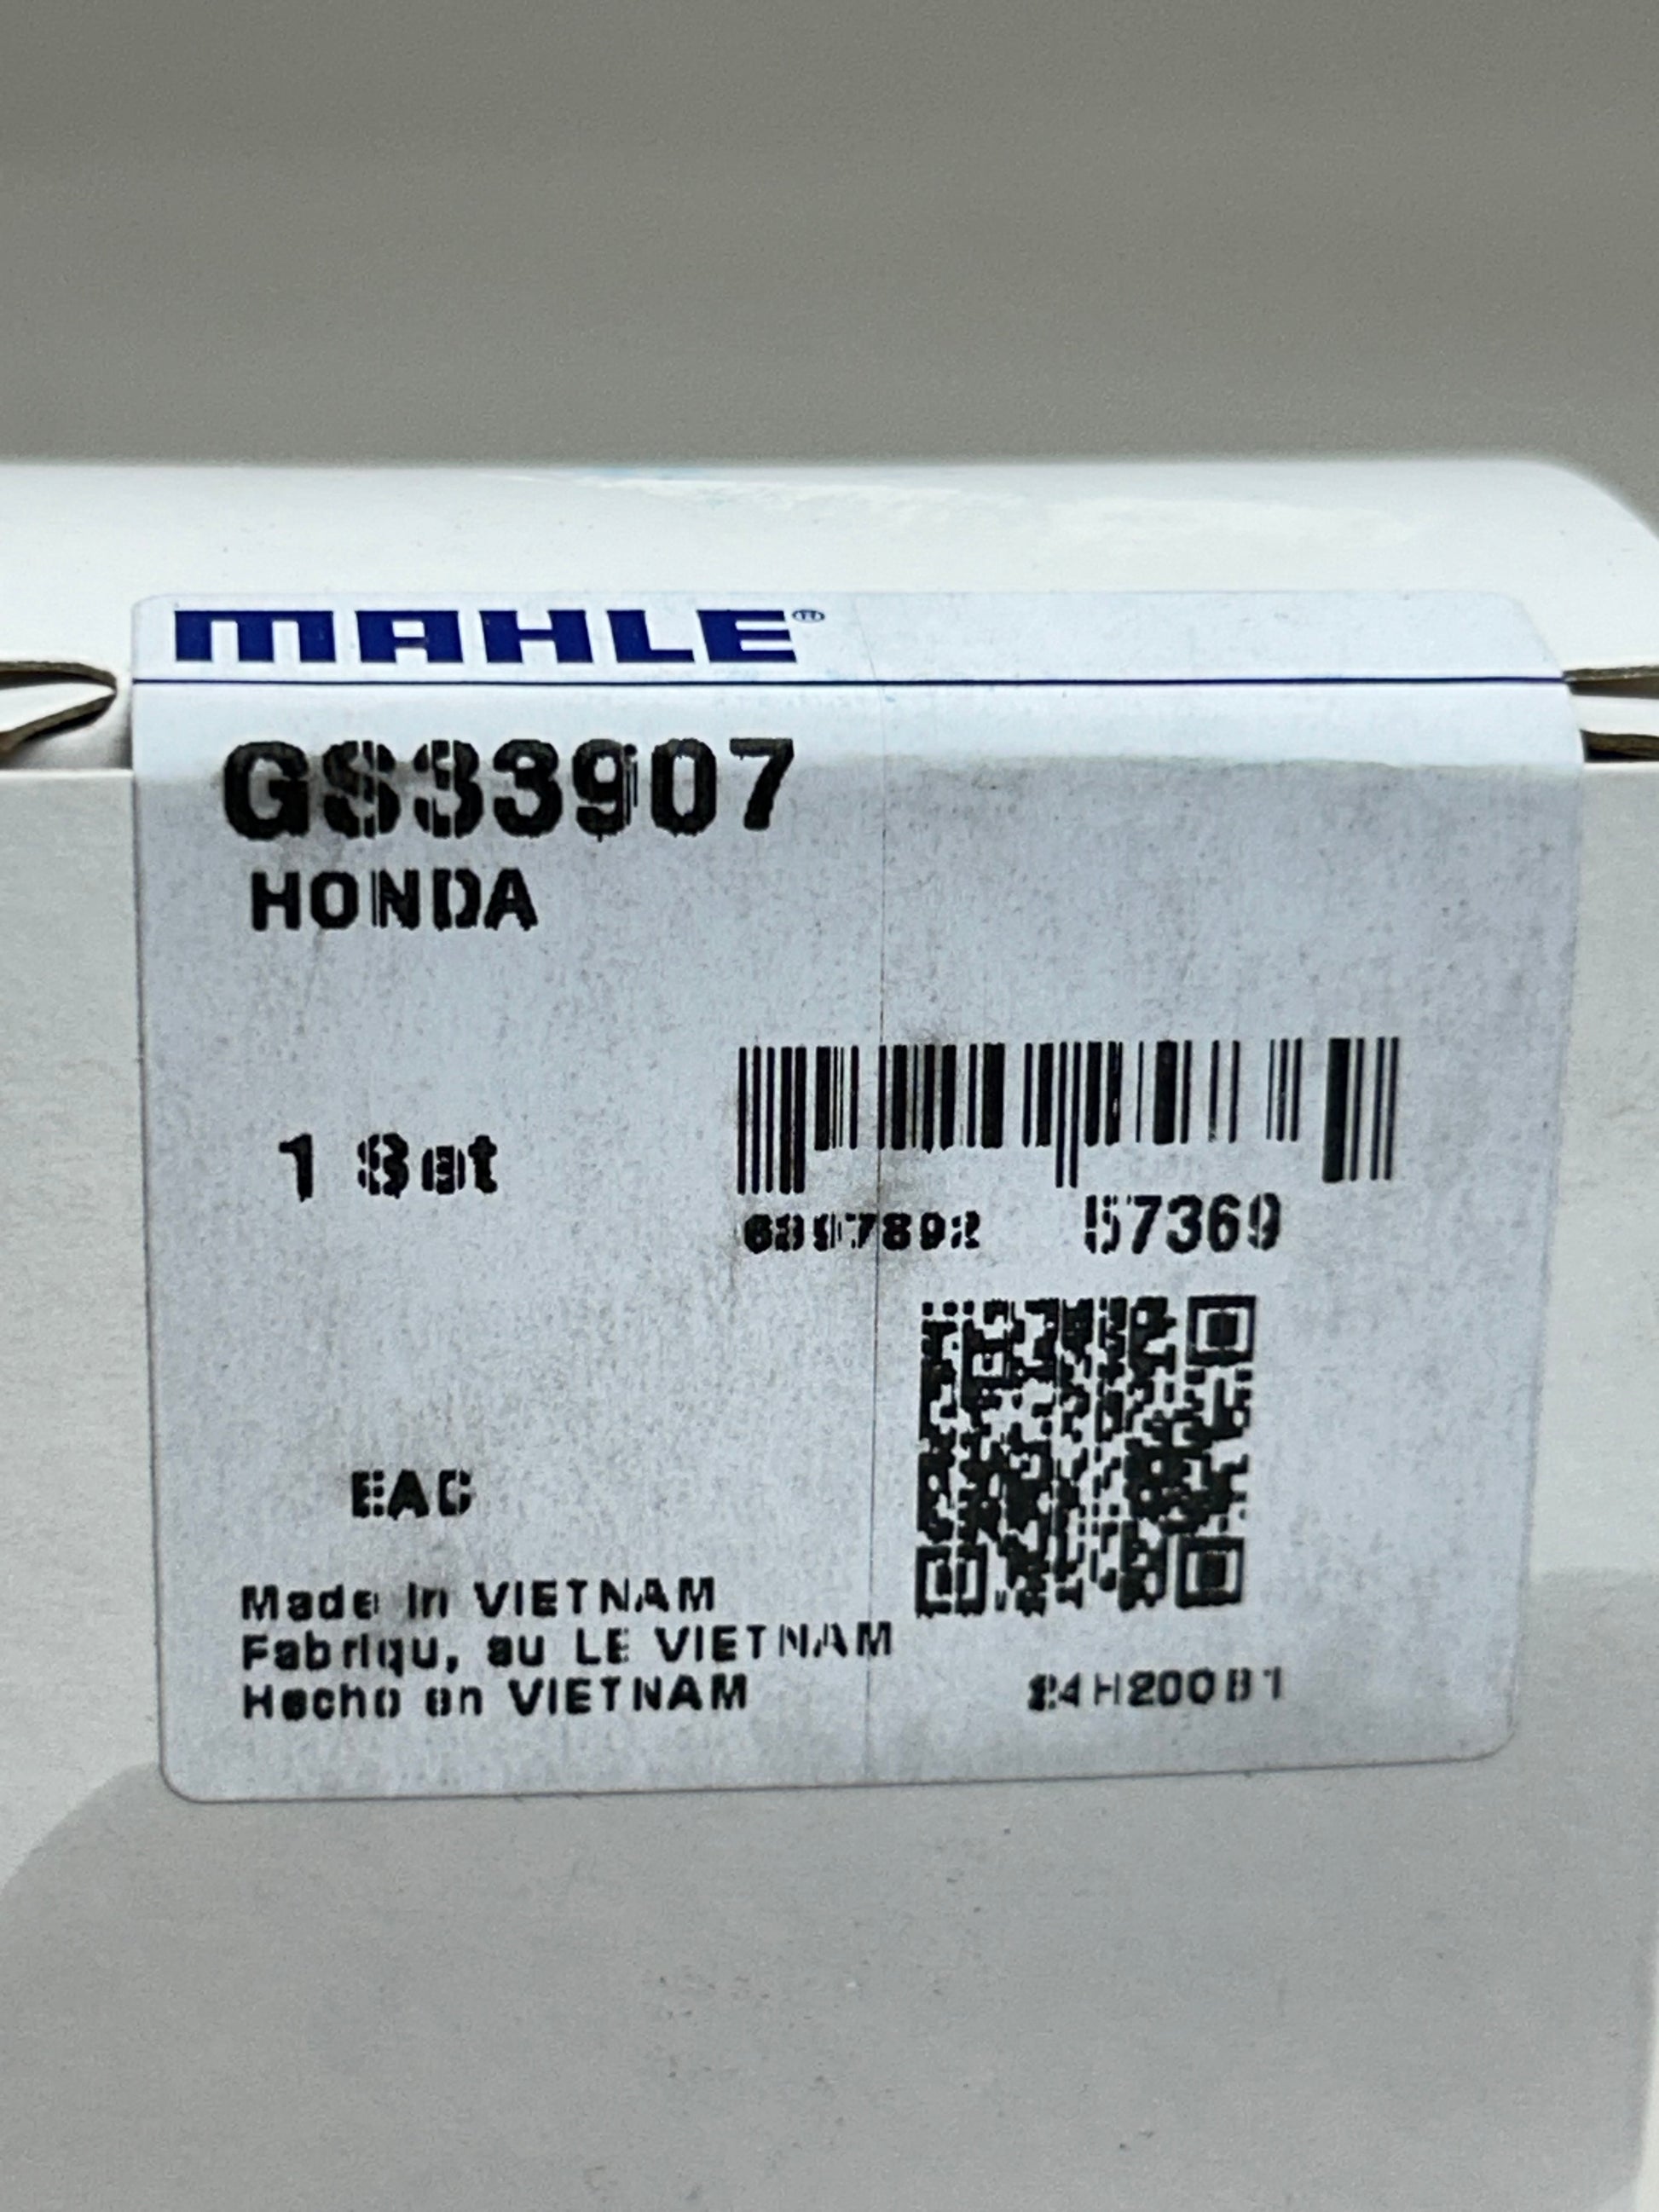 MAHLE®
GS33907
HONDA
1 Set
57369
EAC
Made in VIETNAM
Fabriqu, au LE VIETNAM
Hecho en VIETNAM